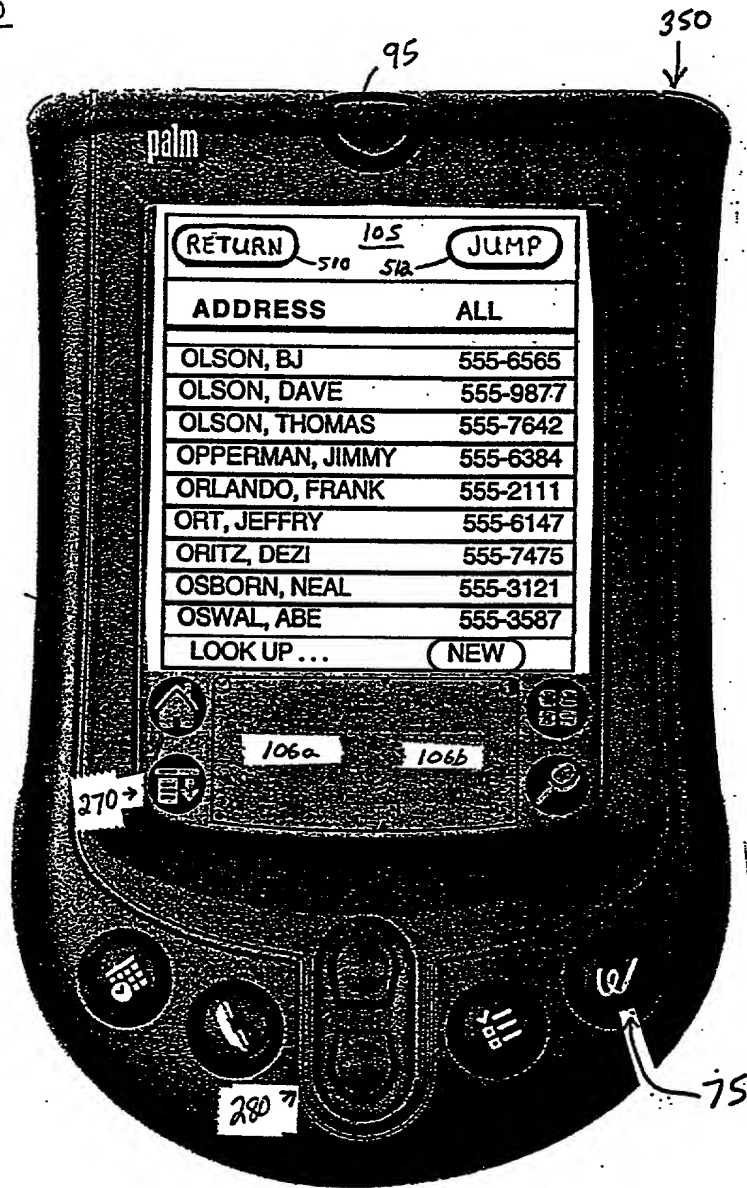 350
95
palm
RETURN 105 JUMP
510 512
ADDRESS ALL
OLSON, BJ 555-6565
OLSON, DAVE 555-9877
OLSON, THOMAS 555-7642
OPPERMAN, JIMMY 555-6384
ORLANDO, FRANK 555-2111
ORT, JEFFRY 555-6147
ORITZ, DEZI 555-7475
OSBORN, NEAL 555-3121
OSWAL, ABE 555-3587
LOOK UP... NEW
106a 106b
270
280
75